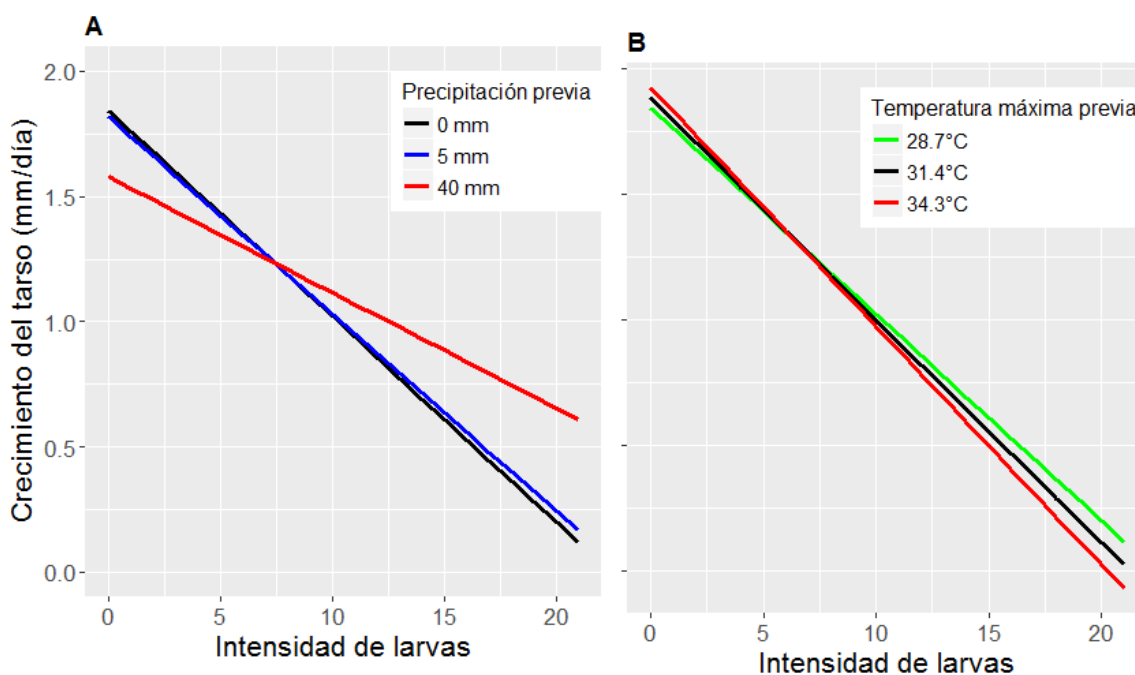 A
Crecimiento del tarso (mm/día)
2.0
1.5
1.0
0.5
0.0
Precipitación previa
0 mm
5 mm
40 mm
0 5 10 15 20
Intensidad de larvas
B
Temperatura máxima previa
28.7°C
31.4°C
34.3°C
0 5 10 15 20
Intensidad de larvas